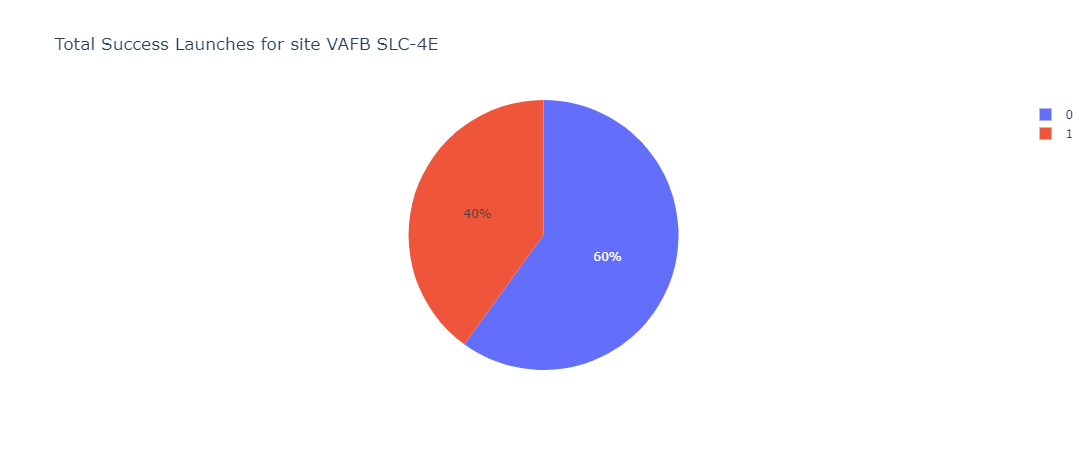 Total Success Launches for site VAFB SLC-4E
0
1
40%
60%